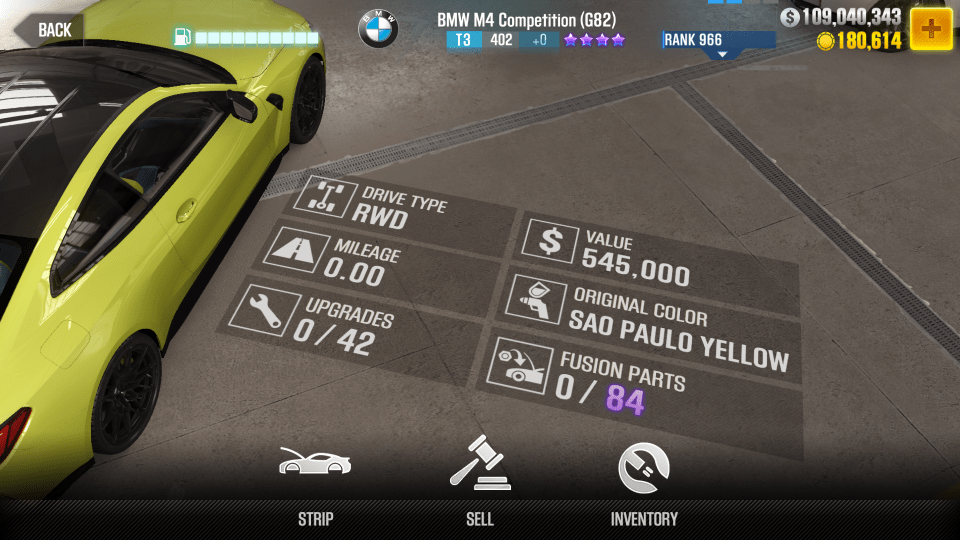 BACK
BMW
BMW M4 Competition (G82)
T3 402 +0
RANK 966
109,040,343
180,614
DRIVE TYPE
RWD
MILEAGE
0.00
UPGRADES
0 / 42
VALUE
545,000
ORIGINAL COLOR
SAO PAULO YELLOW
FUSION PARTS
0 / 84
STRIP
SELL
INVENTORY